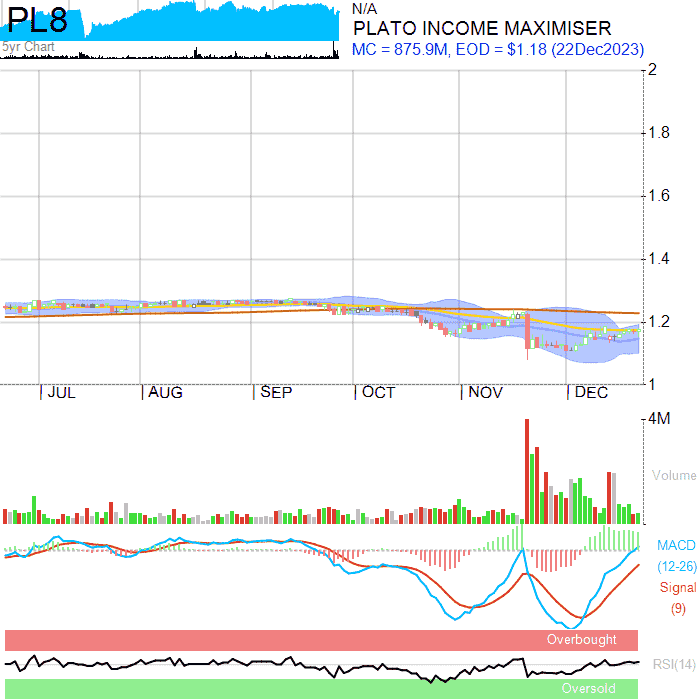 PL8
5yr Chart
N/A
PLATO INCOME MAXIMISER
MC = 875.9M, EOD = $1.18 (22Dec2023)
2
1.8
1.6
1.4
1.2
1
JUL AUG SEP OCT NOV DEC
4M
Volume
MACD
(12-26)
Signal
(9)
Overbought
RSI(14)
Oversold